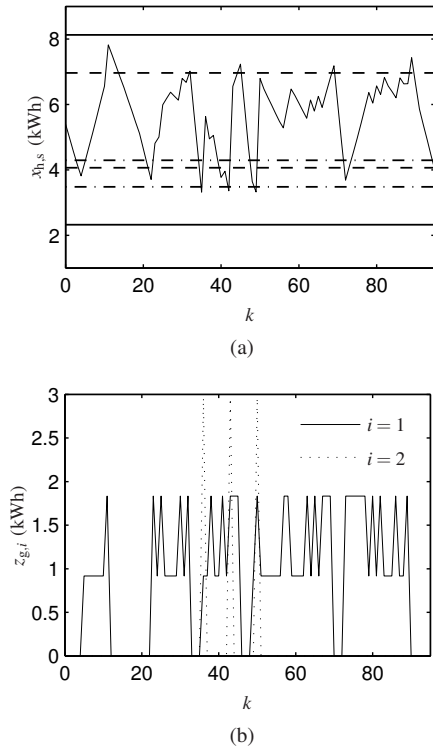 8
6
4
2
x_{h,s} (kWh)
0 20 40 60 80
k
(a)
3
2.5
2
1.5
1
0.5
0
z_{g,i} (kWh)
i = 1
i = 2
0 20 40 60 80
k
(b)